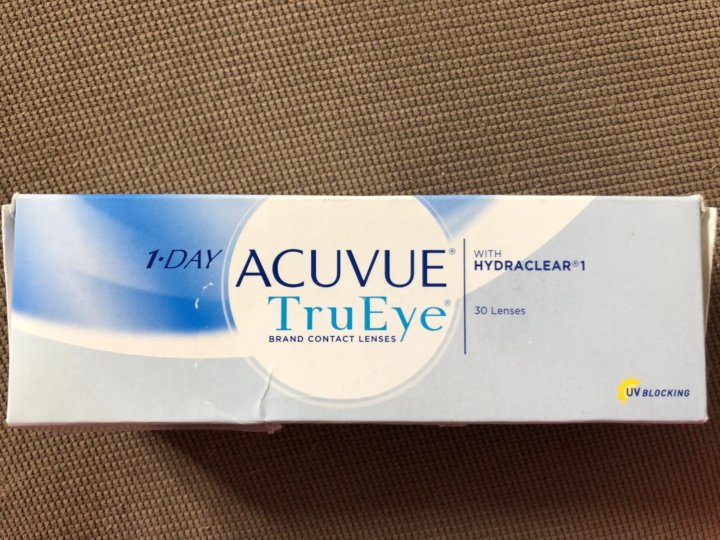 1·DAY ACUVUE®
TruEye®
BRAND CONTACT LENSES
WITH
HYDRACLEAR®1
30 Lenses
UV BLOCKING